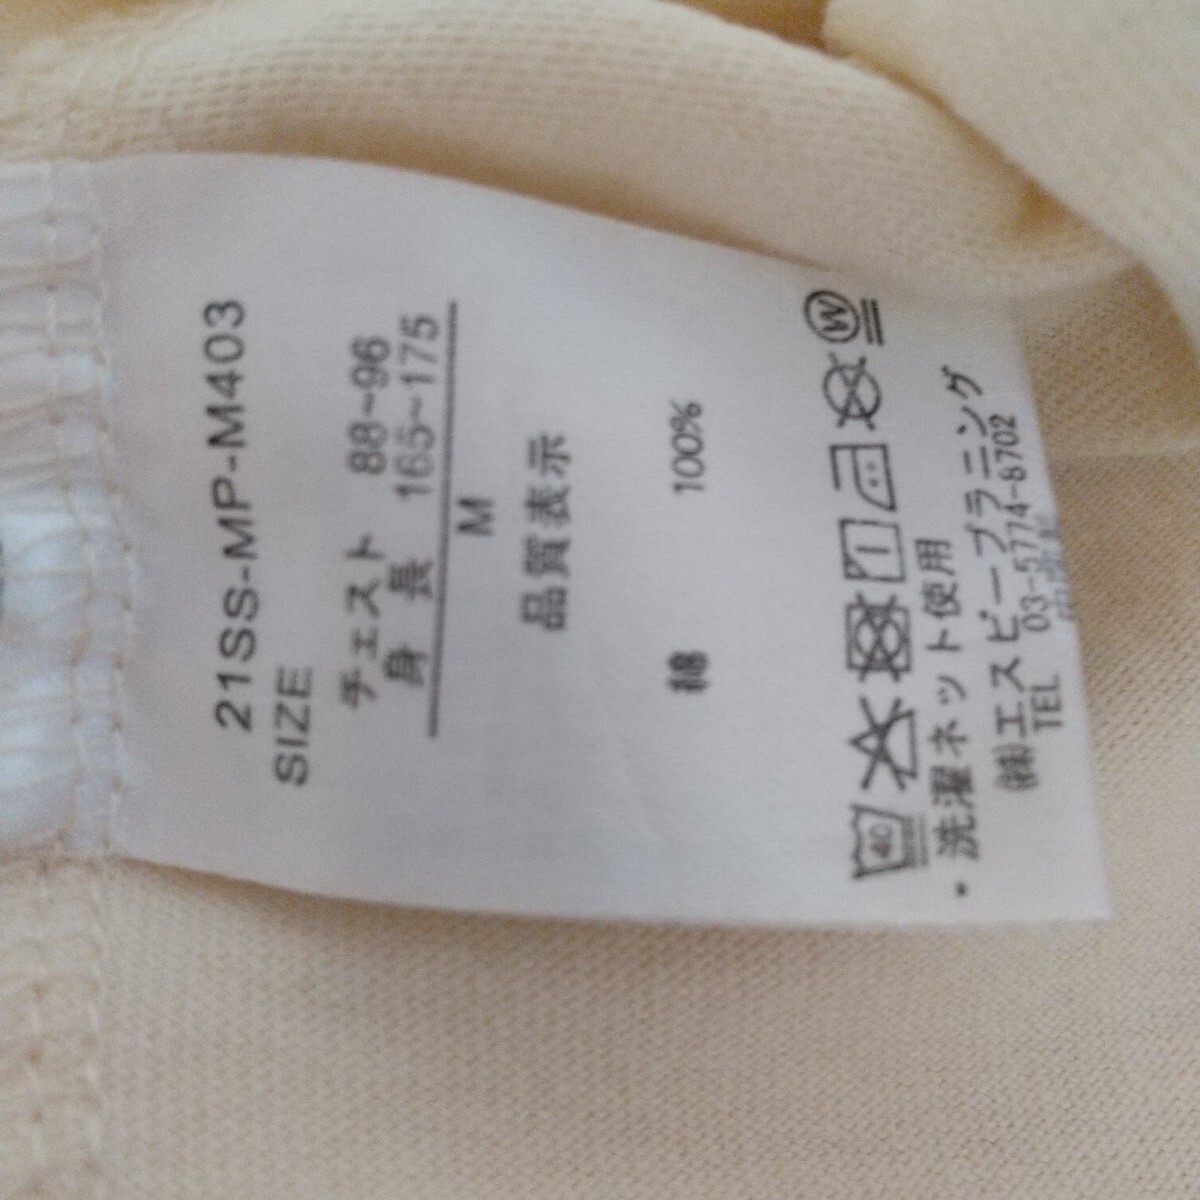 21SS-MP-M403
SIZE
チェスト 88~96
身長 165~175
M
品質表示
綿 100%
40
W
・洗濯ネット使用
(株)エスピープラニング
TEL 03-5774-8702